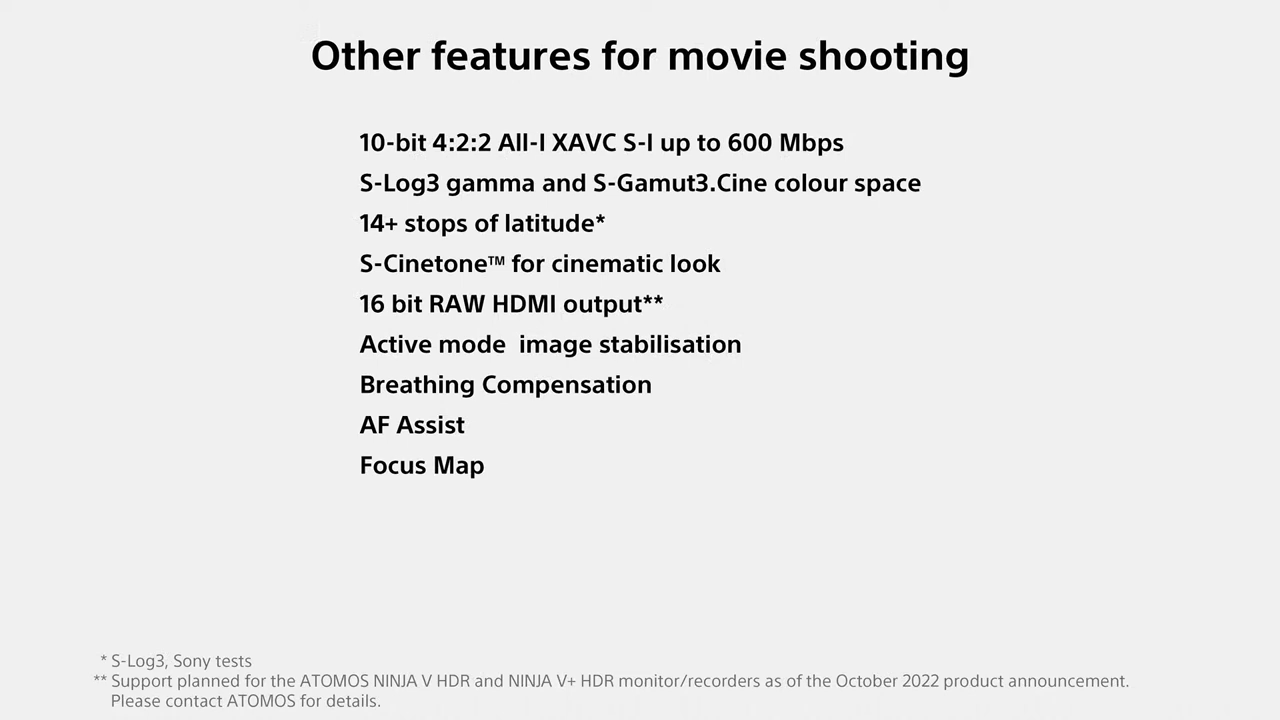 Other features for movie shooting
10-bit 4:2:2 All-I XAVC S-I up to 600 Mbps
S-Log3 gamma and S-Gamut3.Cine colour space
14+ stops of latitude*
S-Cinetone™ for cinematic look
16 bit RAW HDMI output**
Active mode  image stabilisation
Breathing Compensation
AF Assist
Focus Map
* S-Log3, Sony tests
** Support planned for the ATOMOS NINJA V HDR and NINJA V+ HDR monitor/recorders as of the October 2022 product announcement.
Please contact ATOMOS for details.